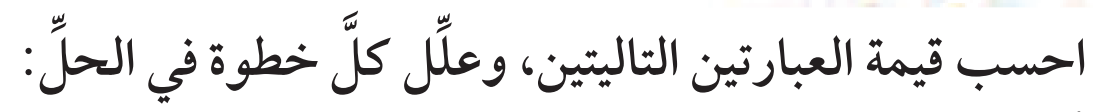 احسب قيمة العبارتين التاليتين، وعلِّل كلَّ خطوة في الحلِّ: